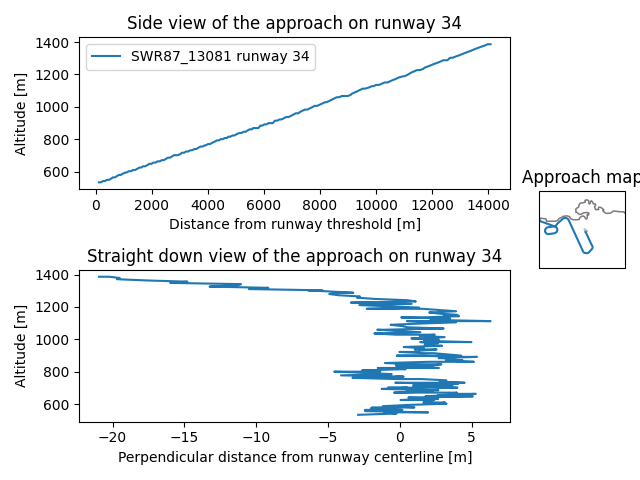 Side view of the approach on runway 34
1400
1200
1000
800
600
Altitude [m]
SWR87_13081 runway 34
0 2000 4000 6000 8000 10000 12000 14000
Distance from runway threshold [m]
Approach map
Straight down view of the approach on runway 34
1400
1200
1000
800
600
Altitude [m]
−20 −15 −10 −5 0 5
Perpendicular distance from runway centerline [m]